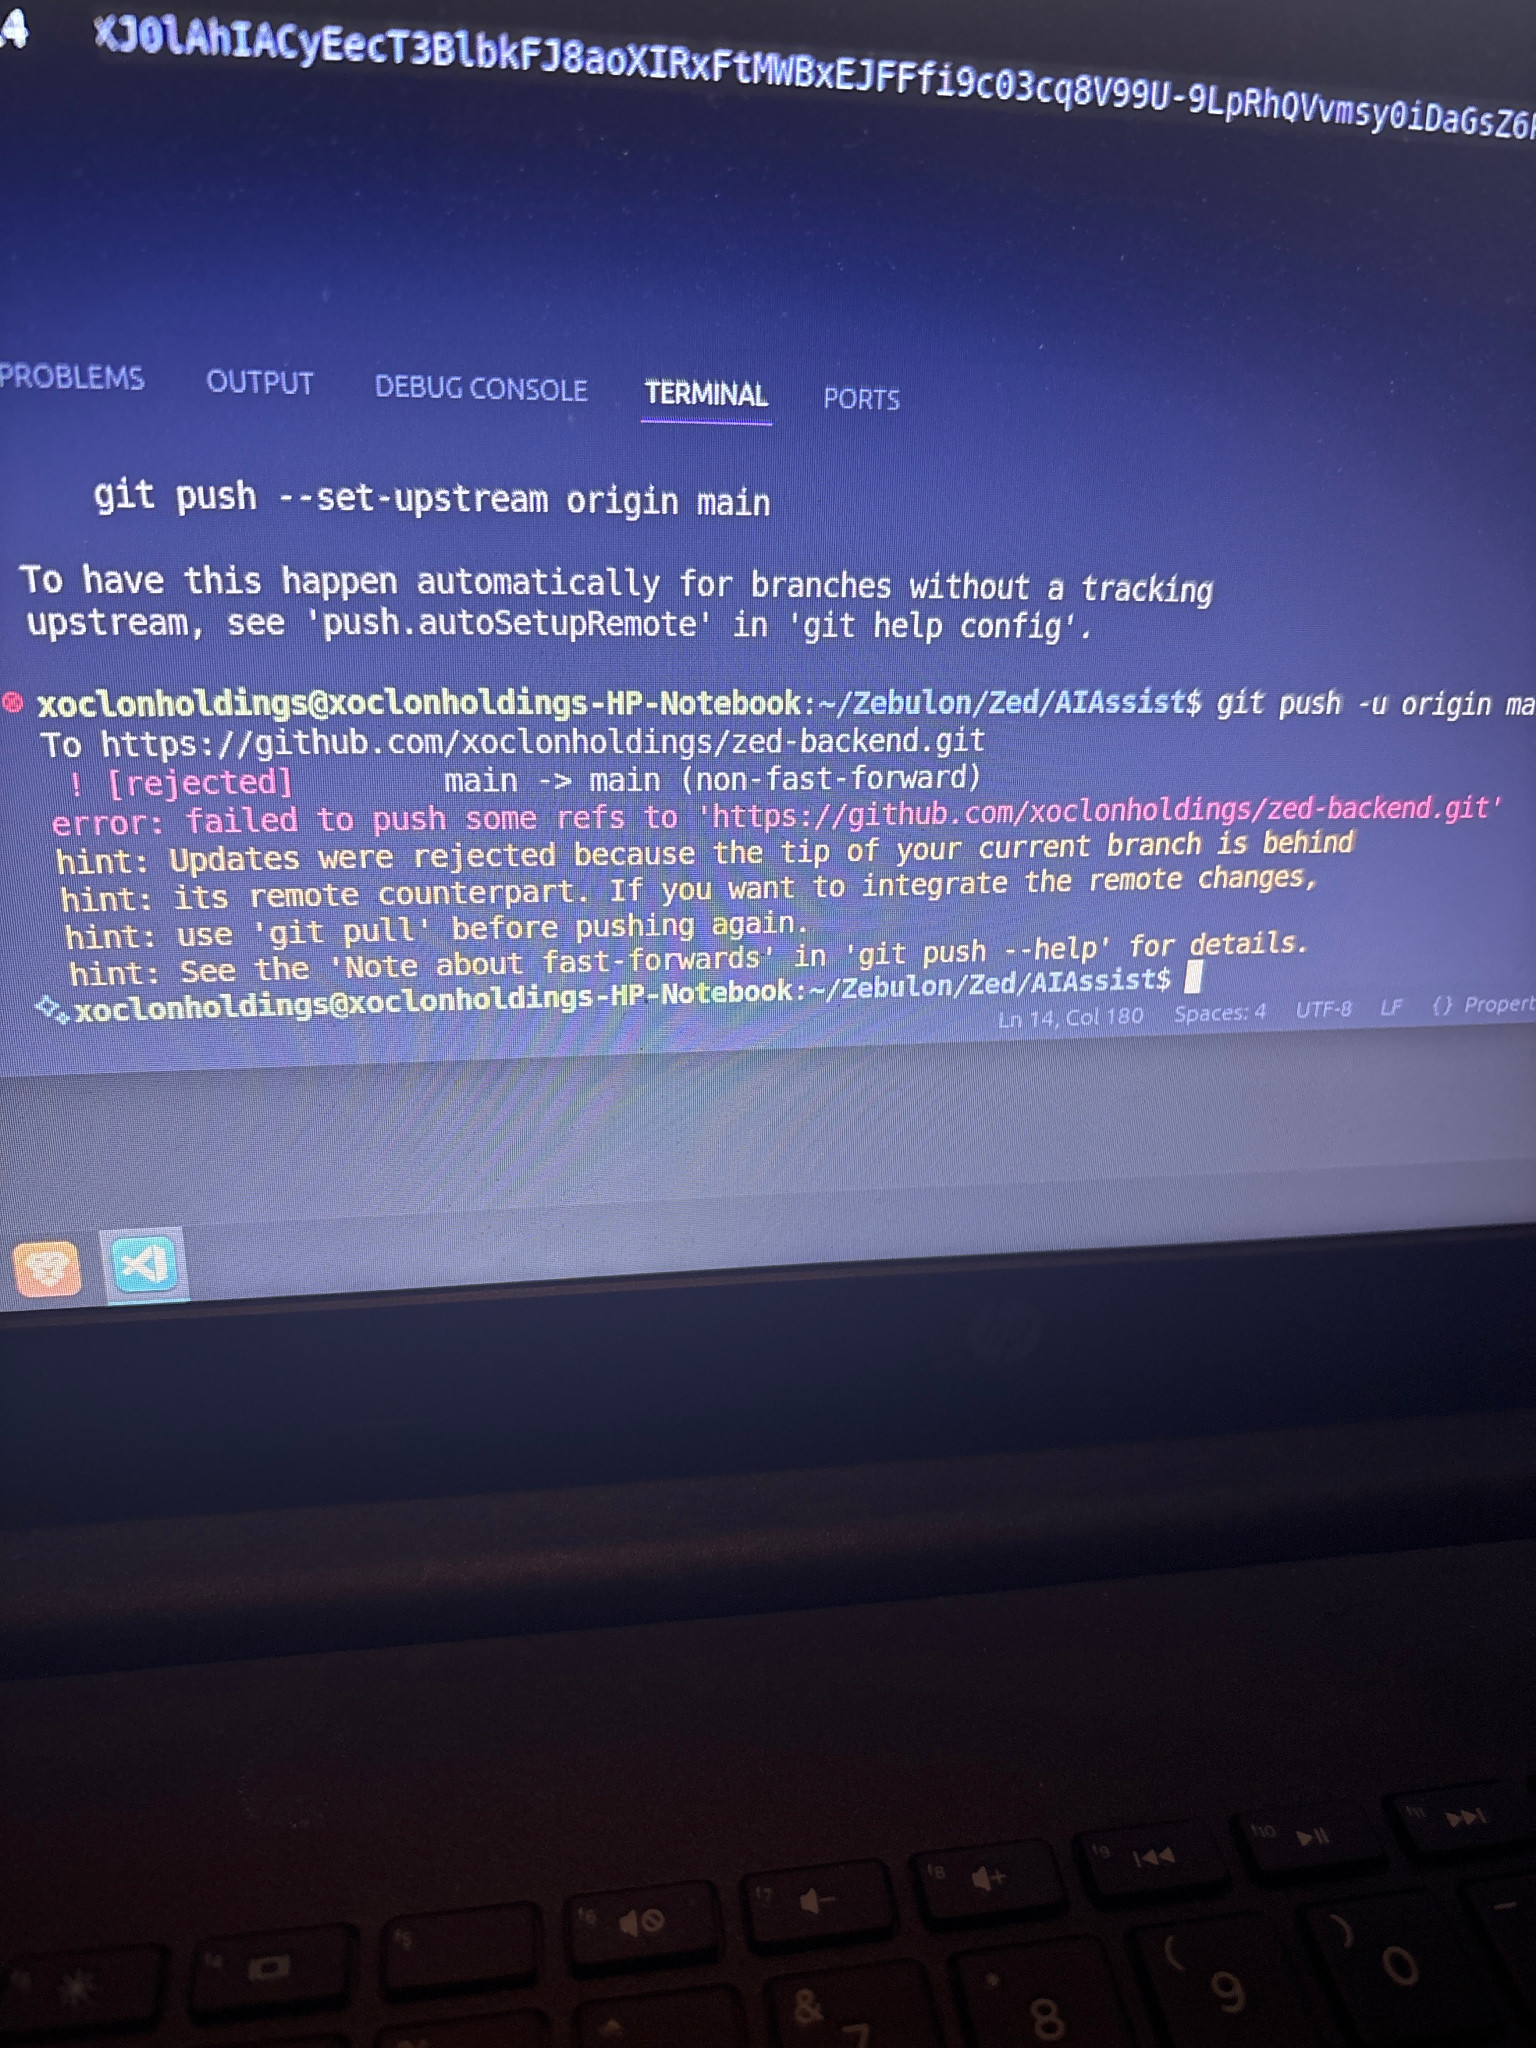 PROBLEMS OUTPUT DEBUG CONSOLE TERMINAL PORTS
git push --set-upstream origin main
To have this happen automatically for branches without a tracking
upstream, see 'push.autoSetupRemote' in 'git help config'.
xoclonholdings@xoclonholdings-HP-Notebook:~/Zebulon/Zed/AIAssist$ git push -u origin
To https://github.com/xoclonholdings/zed-backend.git
! [rejected] main -> main (non-fast-forward)
error: failed to push some refs to 'https://github.com/xoclonholdings/zed-backend.git'
hint: Updates were rejected because the tip of your current branch is behind
hint: its remote counterpart. If you want to integrate the remote changes,
hint: use 'git pull' before pushing again.
hint: See the 'Note about fast-forwards' in 'git push --help' for details.
xoclonholdings@xoclonholdings-HP-Notebook:~/Zebulon/Zed/AIAssist$
Ln 14, Col 180 Spaces: 4 UTF-8 LF {}
f6 f7 f8 f9 f10 f11
& 7 * 8 ( 9 ) 0